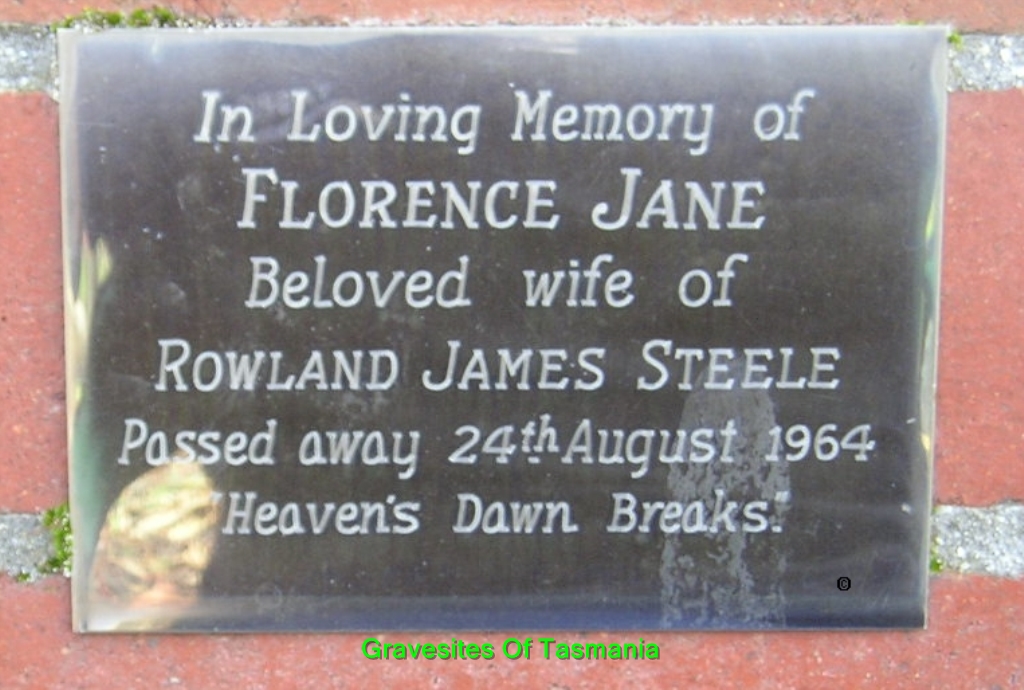 In Loving Memory of
FLORENCE JANE
Beloved wife of
ROWLAND JAMES STEELE
Passed away 24th August 1964
"Heaven's Dawn Breaks."
©
Gravesites Of Tasmania